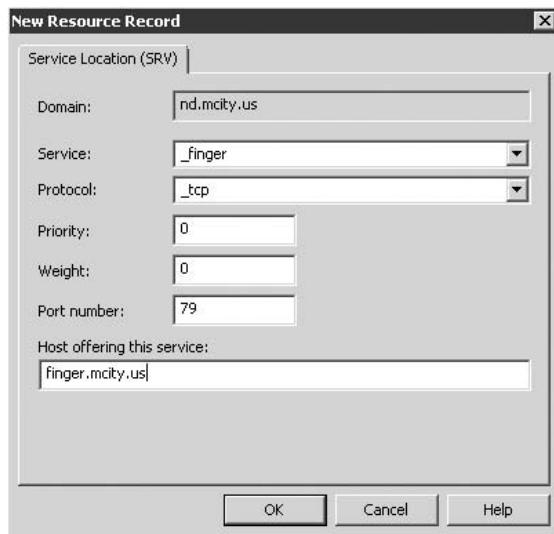 New Resource Record
Service Location (SRV)
Domain: nd.mcity.us
Service: _finger
Protocol: _tcp
Priority: 0
Weight: 0
Port number: 79
Host offering this service:
finger.mcity.us
OK Cancel Help